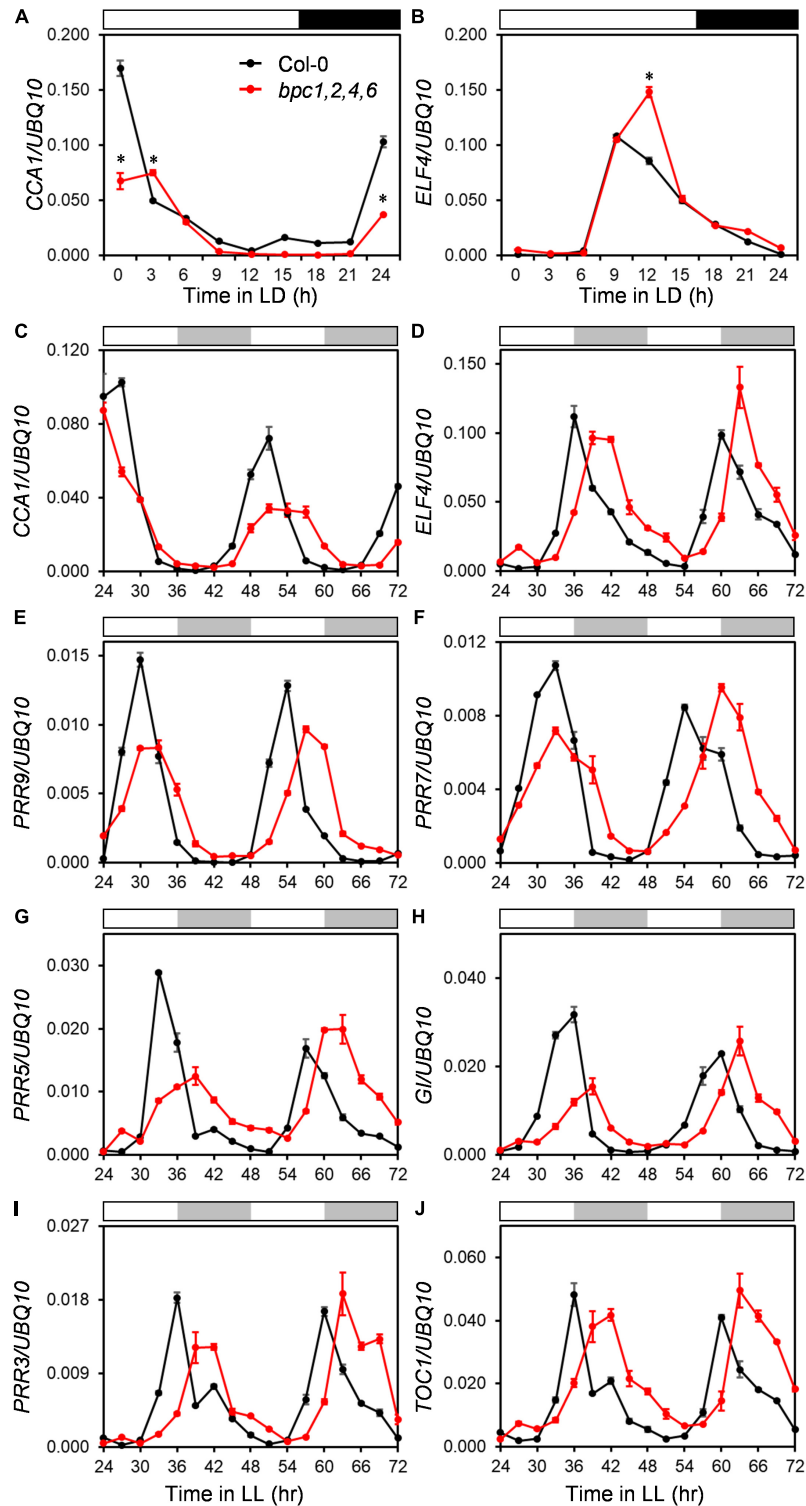 A
B
0.200
0.150
0.100
0.050
0.000
CCA1/UBQ10
Col-0
bpc1,2,4,6
*
*
*
0 3 6 9 12 15 18 21 24
Time in LD (h)
0.200
0.150
0.100
0.050
0.000
ELF4/UBQ10
*
0 3 6 9 12 15 18 21 24
Time in LD (h)
C
D
0.120
0.080
0.040
0.000
CCA1/UBQ10
24 30 36 42 48 54 60 66 72
0.150
0.100
0.050
0.000
ELF4/UBQ10
24 30 36 42 48 54 60 66 72
E
F
0.015
0.010
0.005
0.000
PRR9/UBQ10
24 30 36 42 48 54 60 66 72
0.012
0.008
0.004
0.000
PRR7/UBQ10
24 30 36 42 48 54 60 66 72
G
H
0.030
0.020
0.010
0.000
PRR5/UBQ10
24 30 36 42 48 54 60 66 72
0.040
0.020
0.000
GI/UBQ10
24 30 36 42 48 54 60 66 72
I
J
0.027
0.018
0.009
0.000
PRR3/UBQ10
24 30 36 42 48 54 60 66 72
Time in LL (hr)
0.060
0.040
0.020
0.000
TOC1/UBQ10
24 30 36 42 48 54 60 66 72
Time in LL (hr)